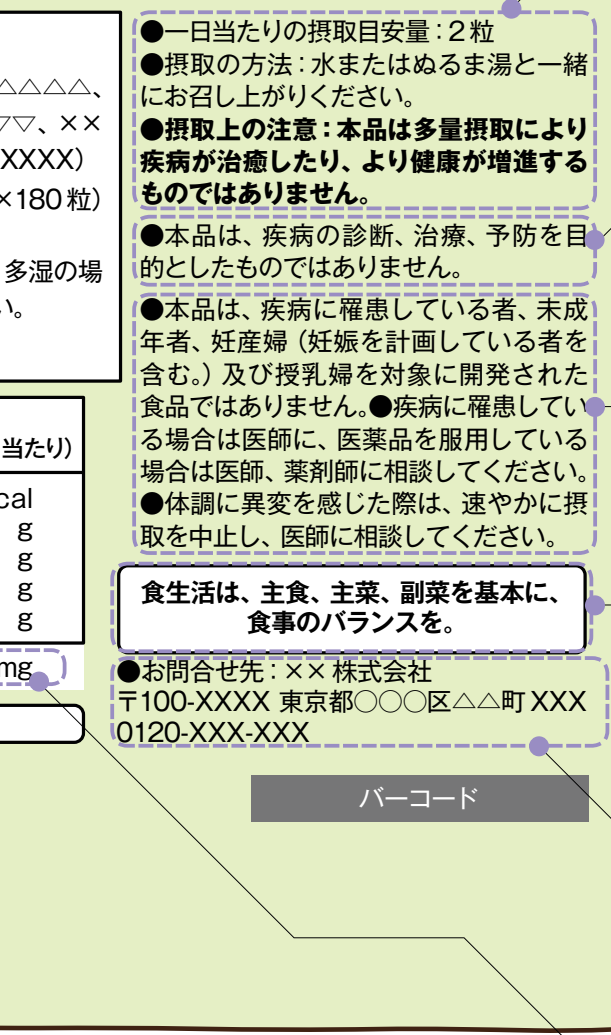 △△△△、
▽▽、××
XXXX）
×180粒）
多湿の場
い。
当たり）
cal
g
g
g
g
mg
●一日当たりの摂取目安量：2粒
●摂取の方法：水またはぬるま湯と一緒
にお召し上がりください。
●摂取上の注意：本品は多量摂取により
疾病が治癒したり、より健康が増進する
ものではありません。
●本品は、疾病の診断、治療、予防を目
的としたものではありません。
●本品は、疾病に罹患している者、未成
年者、妊産婦（妊娠を計画している者を
含む。）及び授乳婦を対象に開発された
食品ではありません。●疾病に罹患してい
る場合は医師に、医薬品を服用している
場合は医師、薬剤師に相談してください。
●体調に異変を感じた際は、速やかに摂
取を中止し、医師に相談してください。
食生活は、主食、主菜、副菜を基本に、
食事のバランスを。
●お問合せ先：××株式会社
〒100-XXXX 東京都○○○区△△町XXX
0120-XXX-XXX
バーコード